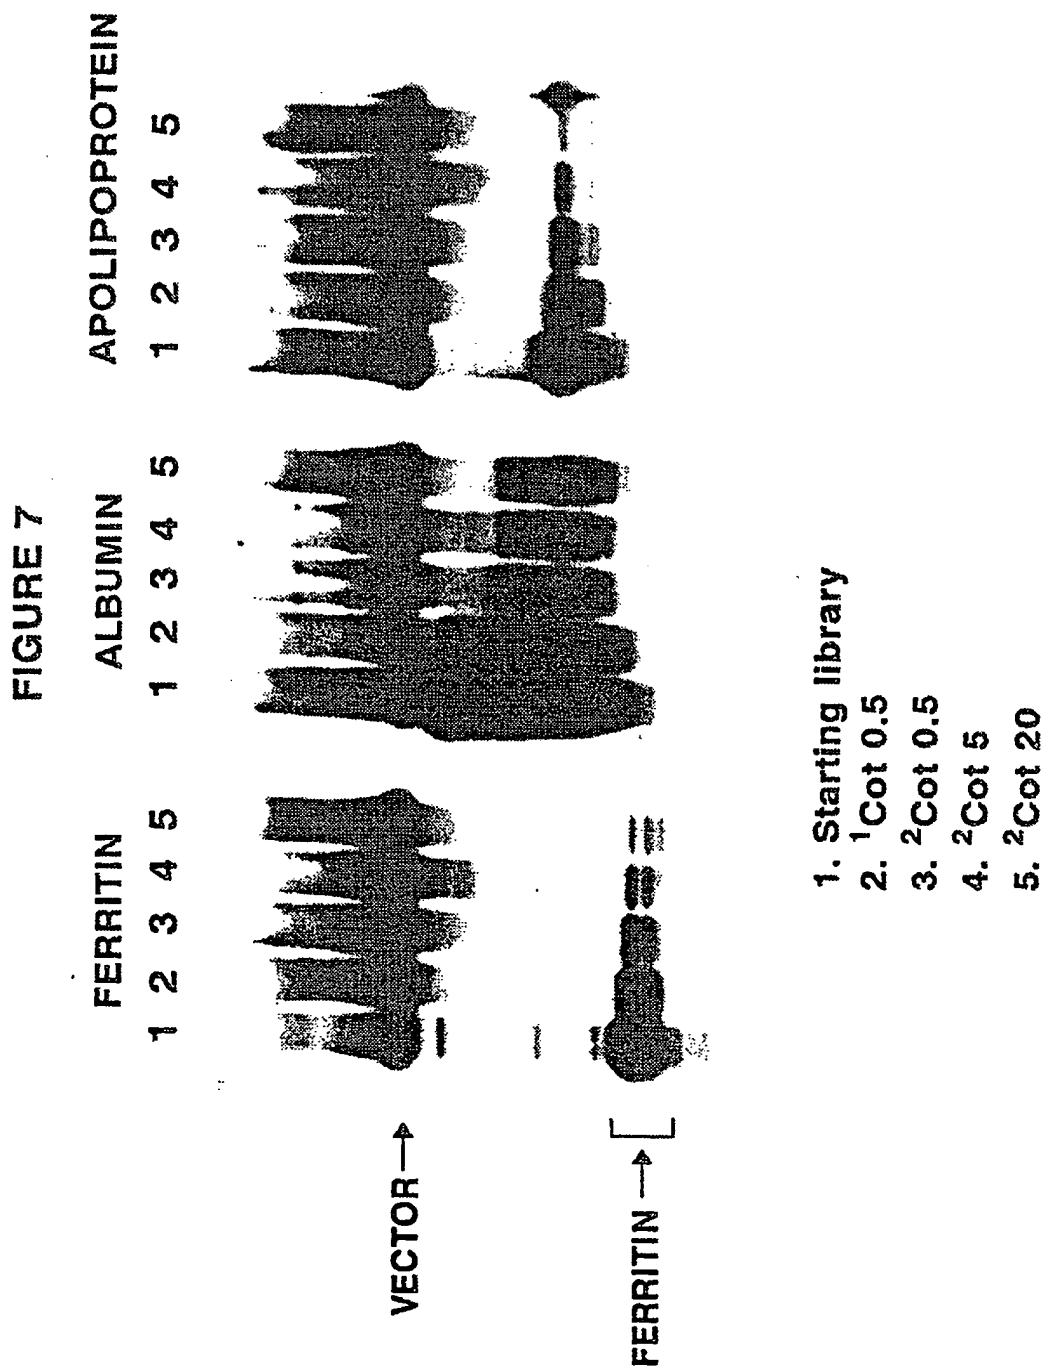 FIGURE 7
FERRITIN ALBUMIN APOLIPOPROTEIN
1 2 3 4 5 1 2 3 4 5 1 2 3 4 5
VECTOR
FERRITIN
1. Starting library
2. ¹Cot 0.5
3. ²Cot 0.5
4. ²Cot 5
5. ²Cot 20